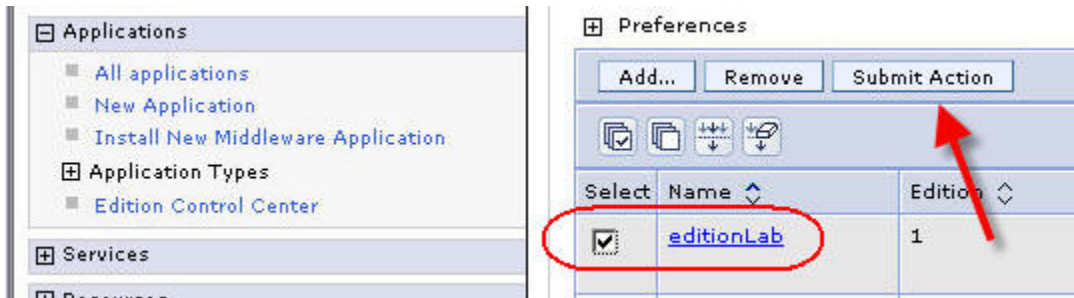 Applications
All applications
New Application
Install New Middleware Application
Application Types
Edition Control Center
Services
Resources
Preferences
Add... Remove Submit Action
Select Name Edition
editionLab 1